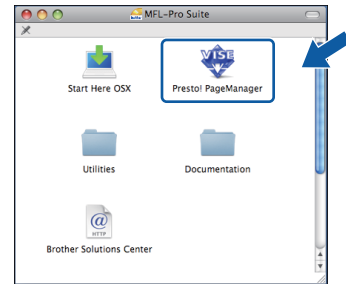 MFL-Pro Suite
VISE
Start Here OSX
Presto! PageManager
Utilities
Documentation
@
HTTP
Brother Solutions Center